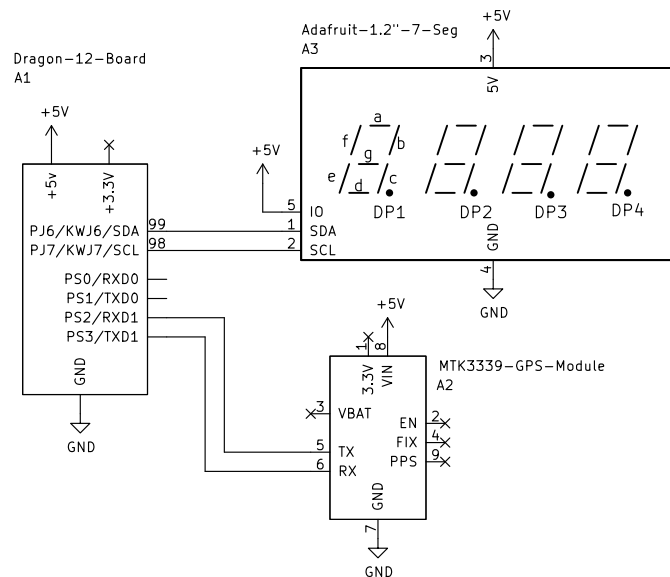 Dragon-12-Board
A1
+5V
+5v
+3.3V
PJ6/KWJ6/SDA
99
PJ7/KWJ7/SCL
98
PS0/RXD0
PS1/TXD0
PS2/RXD1
PS3/TXD1
GND
GND
Adafruit-1.2"-7-Seg
A3
+5V
3
5V
a
f
b
g
e
c
d
DP1
DP2
DP3
DP4
+5V
5
IO
1
SDA
2
SCL
GND
4
GND
+5V
1
8
3.3V
VIN
MTK3339-GPS-Module
A2
3
VBAT
EN
2
FIX
4
PPS
9
5
TX
6
RX
GND
7
GND